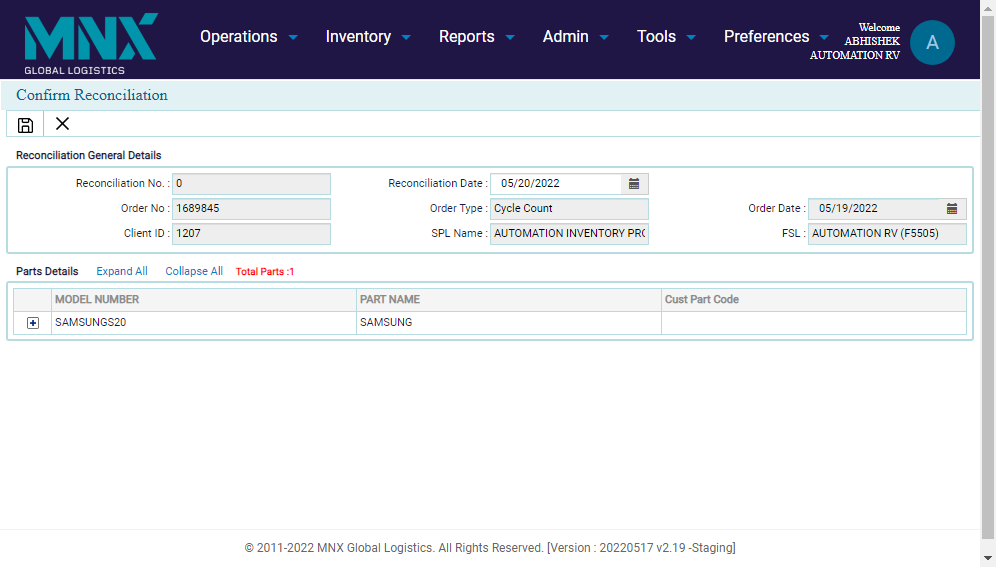 MNX
GLOBAL LOGISTICS
Operations Inventory Reports Admin Tools Preferences
Welcome
ABHISHEK
AUTOMATION RV
A
Confirm Reconciliation
Reconciliation General Details
Reconciliation No. : 0 Reconciliation Date : 05/20/2022
Order No : 1689845 Order Type : Cycle Count Order Date : 05/19/2022
Client ID : 1207 SPL Name : AUTOMATION INVENTORY PRO FSL : AUTOMATION RV (F5505)
Parts Details Expand All Collapse All Total Parts :1
MODEL NUMBER PART NAME Cust Part Code
SAMSUNGS20 SAMSUNG
© 2011-2022 MNX Global Logistics. All Rights Reserved. [Version : 20220517 v2.19 -Staging]